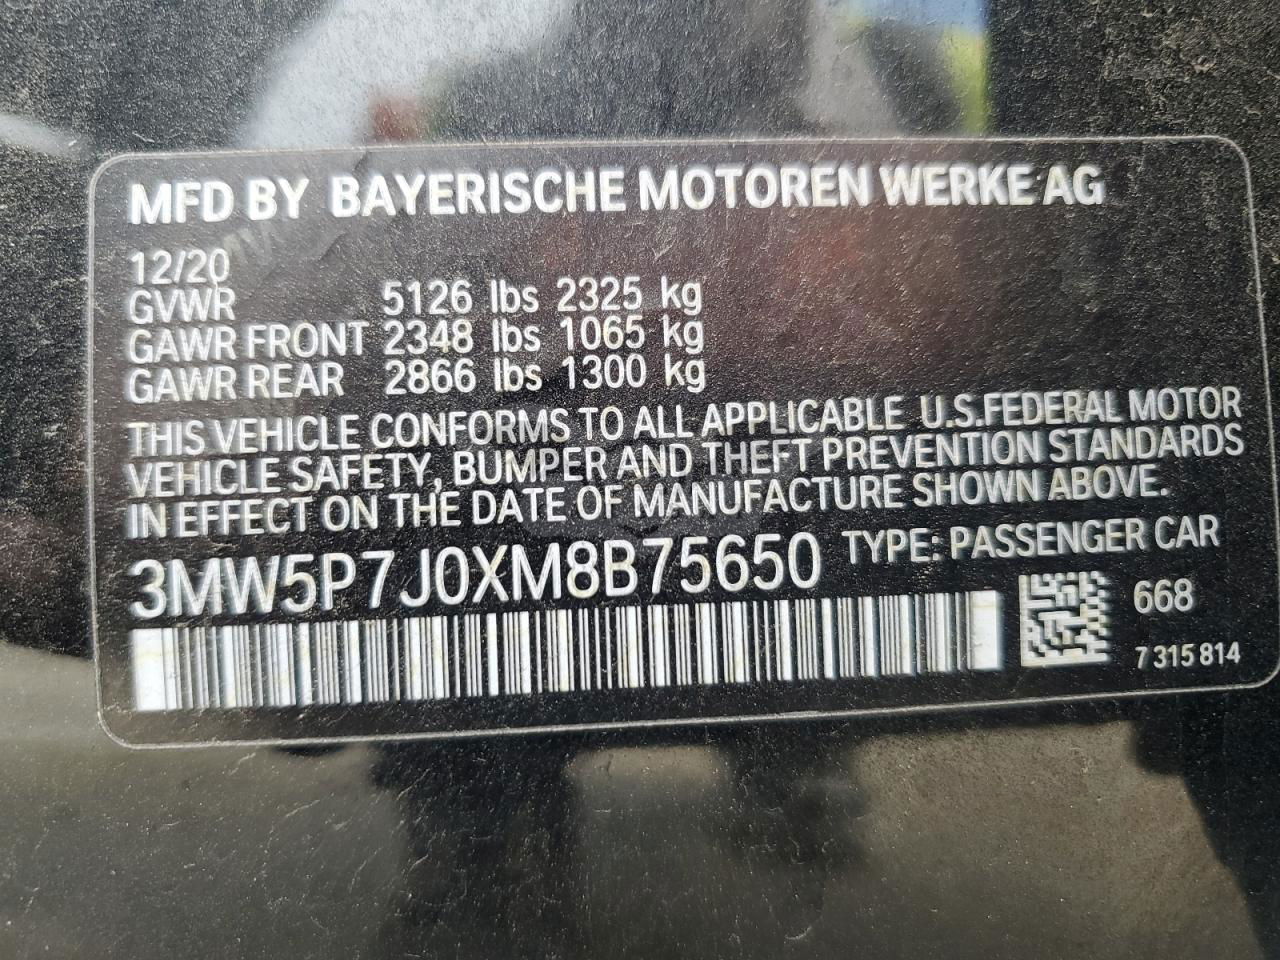 MFD BY BAYERISCHE MOTOREN WERKE AG
12/20
GVWR 5126 lbs 2325 kg
GAWR FRONT 2348 lbs 1065 kg
GAWR REAR 2866 lbs 1300 kg
THIS VEHICLE CONFORMS TO ALL APPLICABLE U.S.FEDERAL MOTOR
VEHICLE SAFETY, BUMPER AND THEFT PREVENTION STANDARDS
IN EFFECT ON THE DATE OF MANUFACTURE SHOWN ABOVE.
3MW5P7J0XM8B75650 TYPE: PASSENGER CAR
668
7 315 814